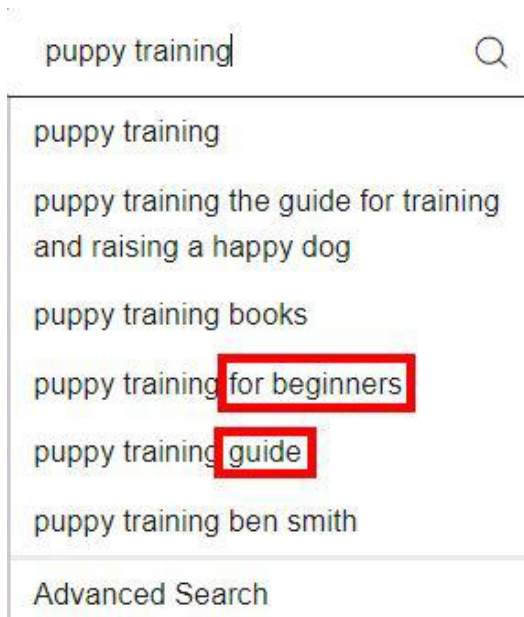 puppy training
puppy training
puppy training the guide for training
and raising a happy dog
puppy training books
puppy training for beginners
puppy training guide
puppy training ben smith
Advanced Search